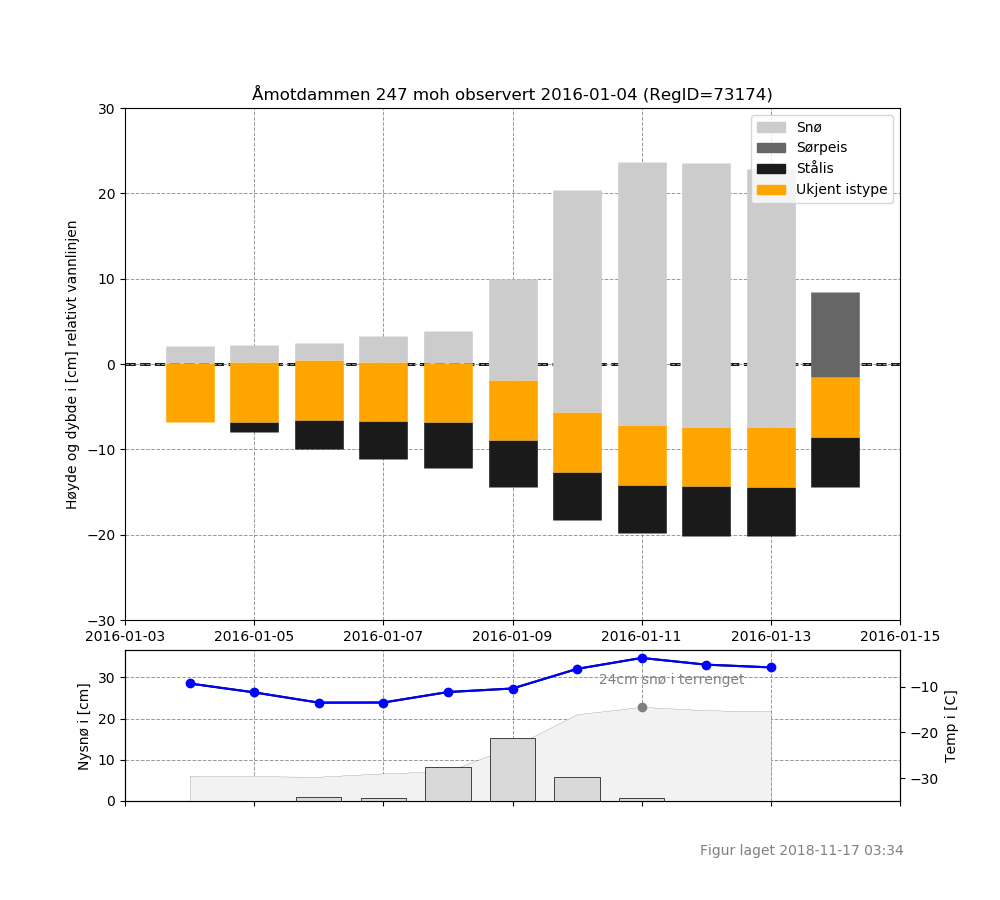 Åmotdammen 247 moh observert 2016-01-04 (RegID=73174)
Høyde og dybde i [cm] relativt vannlinjen
30
20
10
0
−10
−20
−30
Snø
Sørpeis
Stålis
Ukjent istype
2016-01-03
2016-01-05
2016-01-07
2016-01-09
2016-01-11
2016-01-13
2016-01-15
Nysnø i [cm]
30
20
10
0
24cm snø i terrenget
−10
−20
−30
Temp i [C]
Figur laget 2018-11-17 03:34